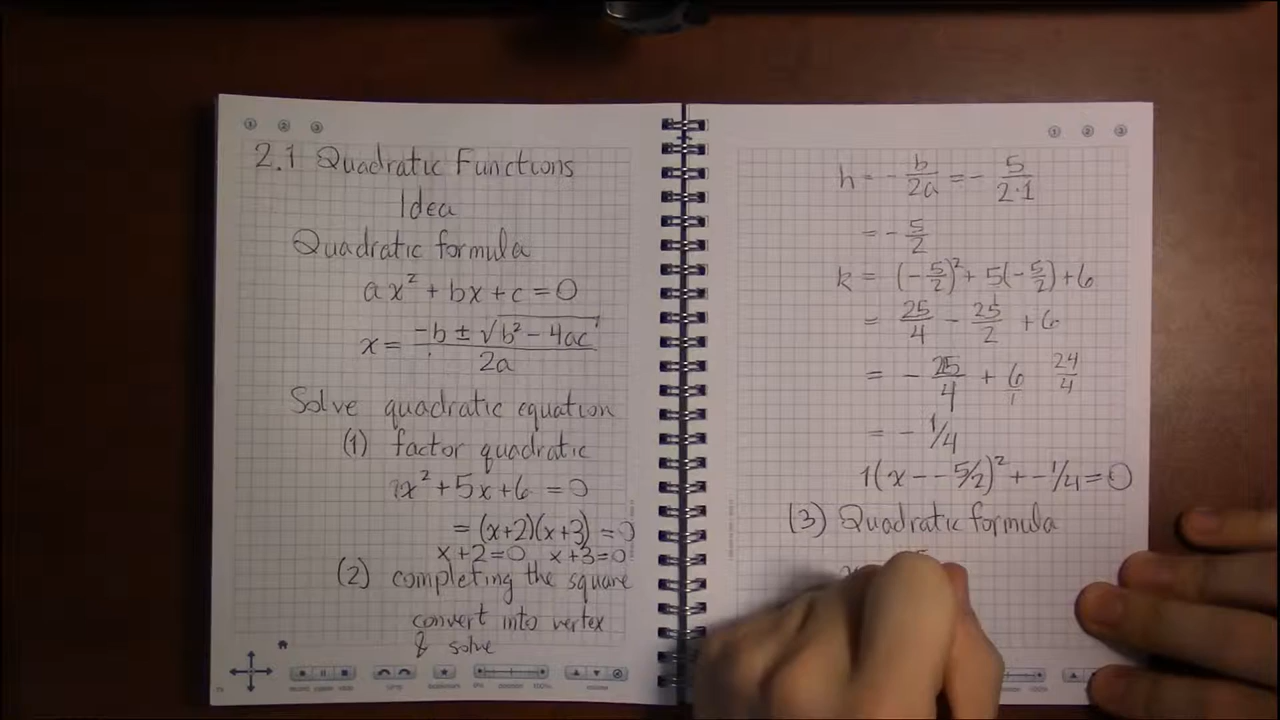 2.1 Quadratic Functions
Idea
Quadratic formula
ax² + bx + c = 0
x = (-b ± √(b² - 4ac)) / 2a
Solve quadratic equation
(1) factor quadratic
1x² + 5x + 6 = 0
= (x+2)(x+3) = 0
x+2=0 x+3=0
(2) completing the square
convert into vertex
& solve
h = - b/2a = - 5/2·1
= - 5/2
k = (-5/2)² + 5(-5/2) + 6
= 25/4 - 25/2 + 6
= - 25/4 + 6/1 24/4
= - 1/4
1(x - - 5/2)² + - 1/4 = 0
(3) Quadratic formula